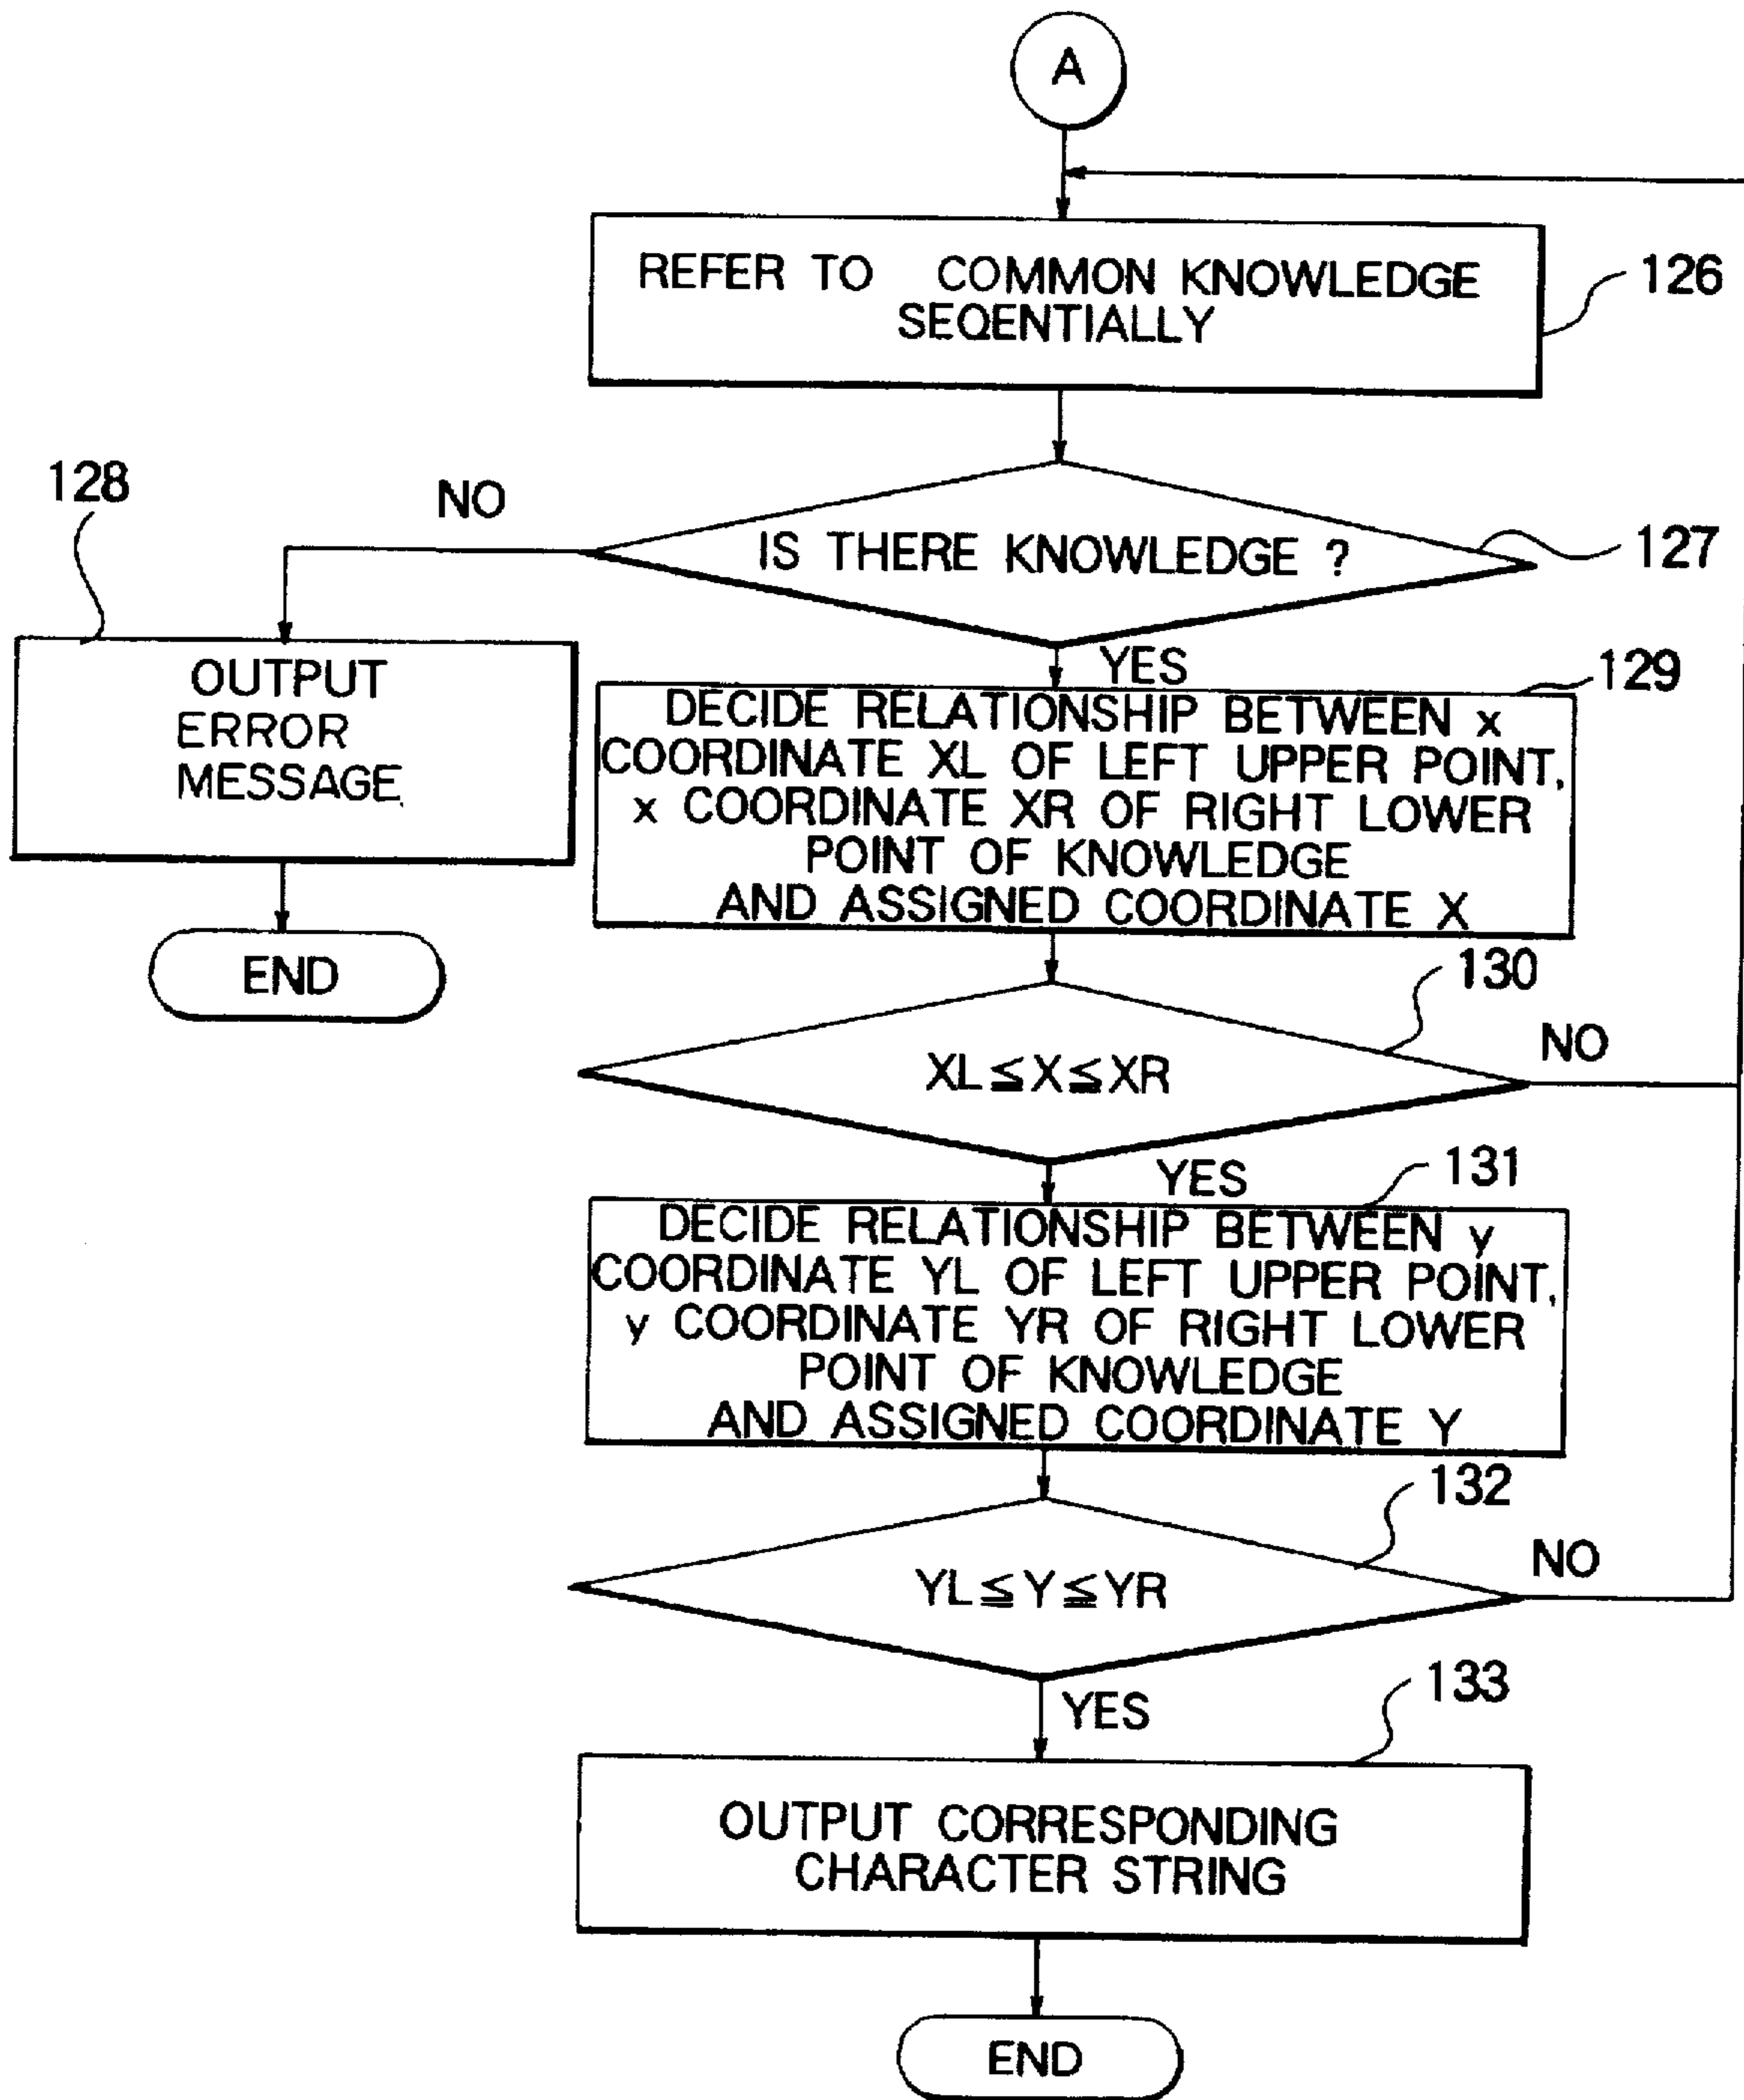 A
REFER TO COMMON KNOWLEDGE
SEQENTIALLY
126
128
NO
IS THERE KNOWLEDGE ?
127
OUTPUT
ERROR
MESSAGE
END
YES
129
DECIDE RELATIONSHIP BETWEEN x
COORDINATE XL OF LEFT UPPER POINT,
x COORDINATE XR OF RIGHT LOWER
POINT OF KNOWLEDGE
AND ASSIGNED COORDINATE X
130
XL≦X≦XR
NO
YES
131
DECIDE RELATIONSHIP BETWEEN y
COORDINATE YL OF LEFT UPPER POINT,
y COORDINATE YR OF RIGHT LOWER
POINT OF KNOWLEDGE
AND ASSIGNED COORDINATE Y
132
YL≦Y≦YR
NO
YES
133
OUTPUT CORRESPONDING
CHARACTER STRING
END